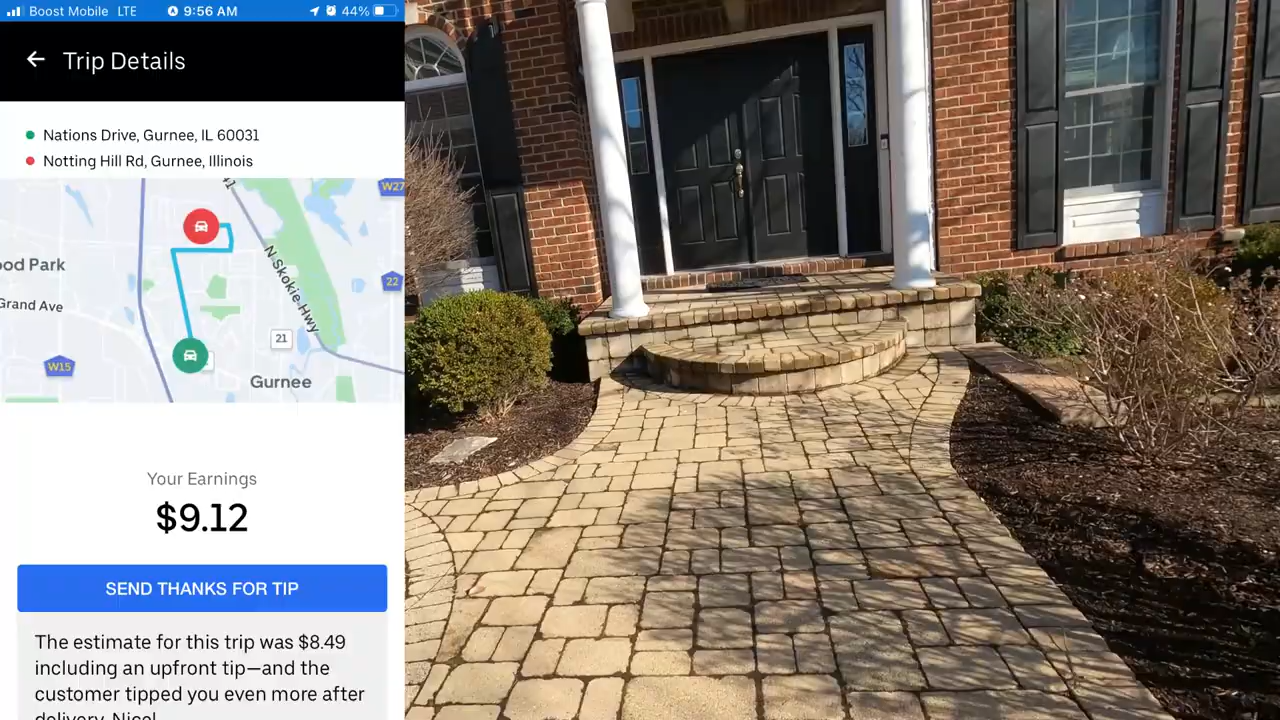 Boost Mobile LTE 9:56 AM 44%
Trip Details
Nations Drive, Gurnee, IL 60031
Notting Hill Rd, Gurnee, Illinois
41
W27
ood Park
N Skokie Hwy
22
Grand Ave
21
W15
Gurnee
Your Earnings
$9.12
SEND THANKS FOR TIP
The estimate for this trip was $8.49
including an upfront tip—and the
customer tipped you even more after
delivery. Nice!